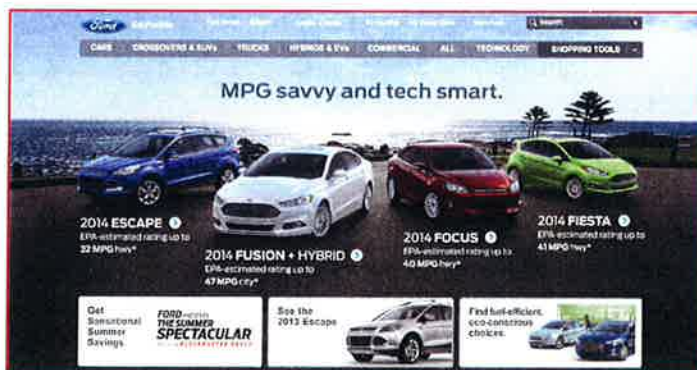 Ford
Search
CARS CROSSOVERS & SUVs TRUCKS HYBRIDS & EVs COMMERCIAL ALL TECHNOLOGY SHOPPING TOOLS
MPG savvy and tech smart.
2014 ESCAPE
EPA-estimated rating up to
32 MPG hwy*
2014 FUSION + HYBRID
EPA-estimated rating up to
47 MPG city*
2014 FOCUS
EPA-estimated rating up to
40 MPG hwy*
2014 FIESTA
EPA-estimated rating up to
41 MPG hwy*
Get
Sensational
Summer
Savings
FORD
THE SUMMER
SPECTACULAR
See the
2013 Escape
Find fuel-efficient,
eco-conscious
choices.